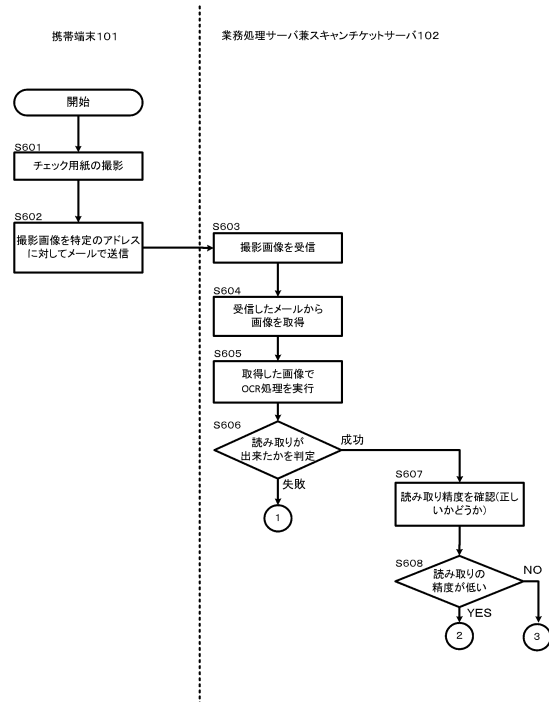 携帯端末101
業務処理サーバ兼スキャンチケットサーバ102
開始
S601
チェック用紙の撮影
S602
撮影画像を特定のアドレス
に対してメールで送信
S603
撮影画像を受信
S604
受信したメールから
画像を取得
S605
取得した画像で
OCR処理を実行
S606
読み取りが
出来たかを判定
成功
失敗
1
S607
読み取り精度を確認(正し
いかどうか)
S608
読み取りの
精度が低い
NO
YES
2
3